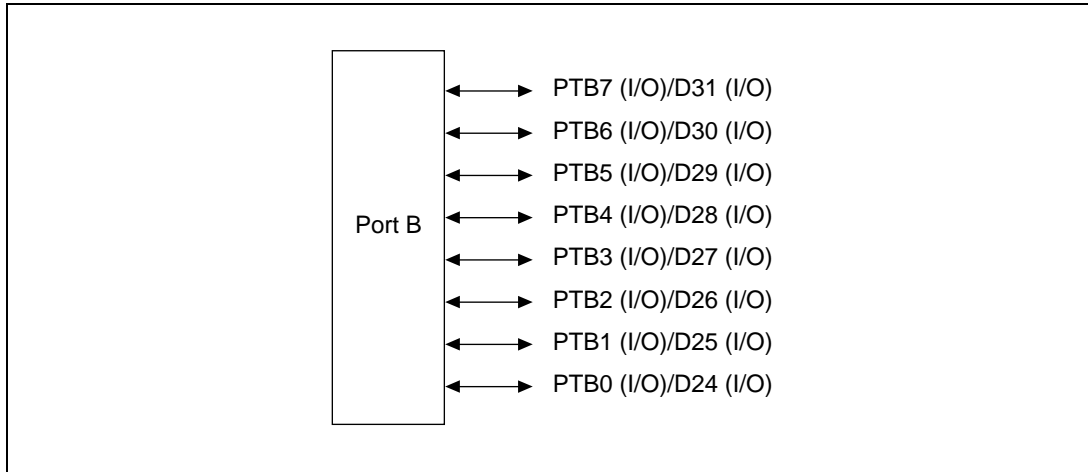 PTB7 (I/O)/D31 (I/O)
PTB6 (I/O)/D30 (I/O)
PTB5 (I/O)/D29 (I/O)
PTB4 (I/O)/D28 (I/O)
Port B
PTB3 (I/O)/D27 (I/O)
PTB2 (I/O)/D26 (I/O)
PTB1 (I/O)/D25 (I/O)
PTB0 (I/O)/D24 (I/O)